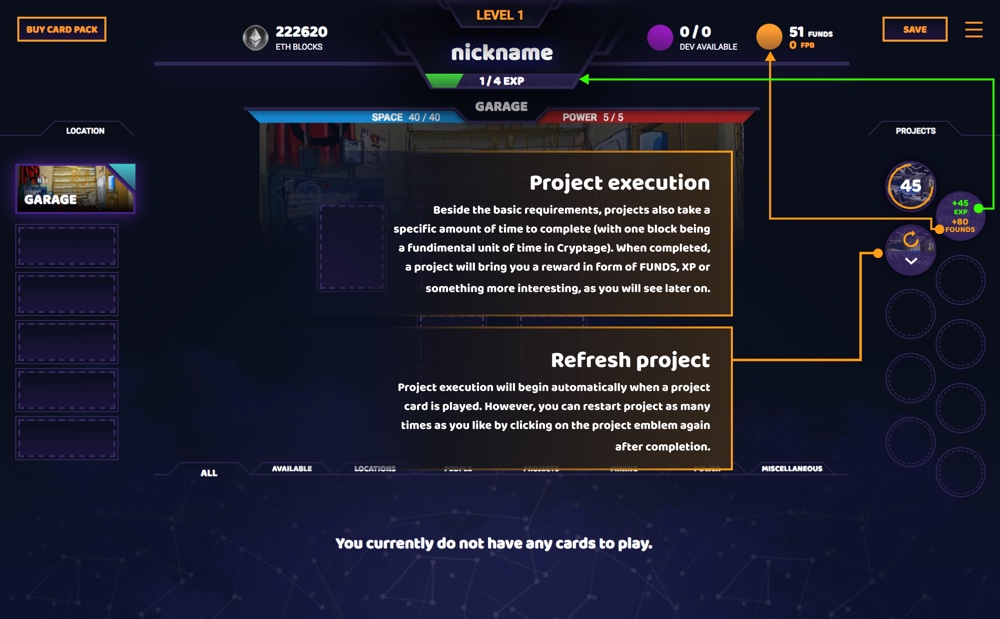 LEVEL 1
BUY CARD PACK
222620
ETH BLOCKS
nickname
0 / 0
DEV AVAILABLE
51 FUNDS
0 FPB
SAVE
1 / 4 EXP
GARAGE
SPACE 40 / 40
POWER 5 / 5
LOCATION
PROJECTS
GARAGE
45
+45
EXP
+80
FOUNDS
Project execution
Beside the basic requirements, projects also take a
specific amount of time to complete (with one block being
a fundimental unit of time in Cryptage). When completed,
a project will bring you a reward in form of FUNDS, XP or
something more interesting, as you will see later on.
Refresh project
Project execution will begin automatically when a project
card is played. However, you can restart project as many
times as you like by clicking on the project emblem again
after completion.
ALL
AVAILABLE
LOCATIONS
PEOPLE
PROJECTS
MINING
POWER
MISCELLANEOUS
You currently do not have any cards to play.